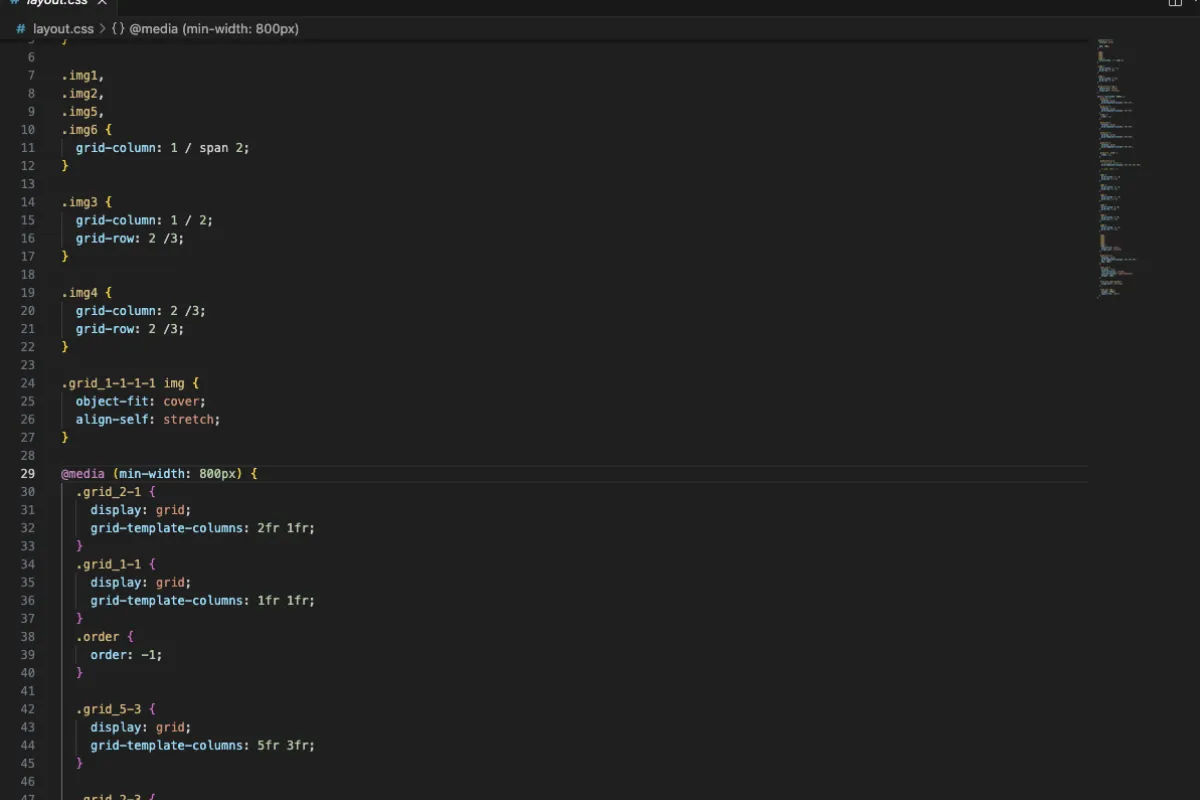 # layout.css ×
# layout.css > {} @media (min-width: 800px)
5 }
6
7 .img1,
8 .img2,
9 .img5,
10 .img6 {
11 grid-column: 1 / span 2;
12 }
13
14 .img3 {
15 grid-column: 1 / 2;
16 grid-row: 2 /3;
17 }
18
19 .img4 {
20 grid-column: 2 /3;
21 grid-row: 2 /3;
22 }
23
24 .grid_1-1-1-1 img {
25 object-fit: cover;
26 align-self: stretch;
27 }
28
29 @media (min-width: 800px) {
30 .grid_2-1 {
31 display: grid;
32 grid-template-columns: 2fr 1fr;
33 }
34 .grid_1-1 {
35 display: grid;
36 grid-template-columns: 1fr 1fr;
37 }
38 .order {
39 order: -1;
40 }
41
42 .grid_5-3 {
43 display: grid;
44 grid-template-columns: 5fr 3fr;
45 }
46
47 .grid_2-3 {